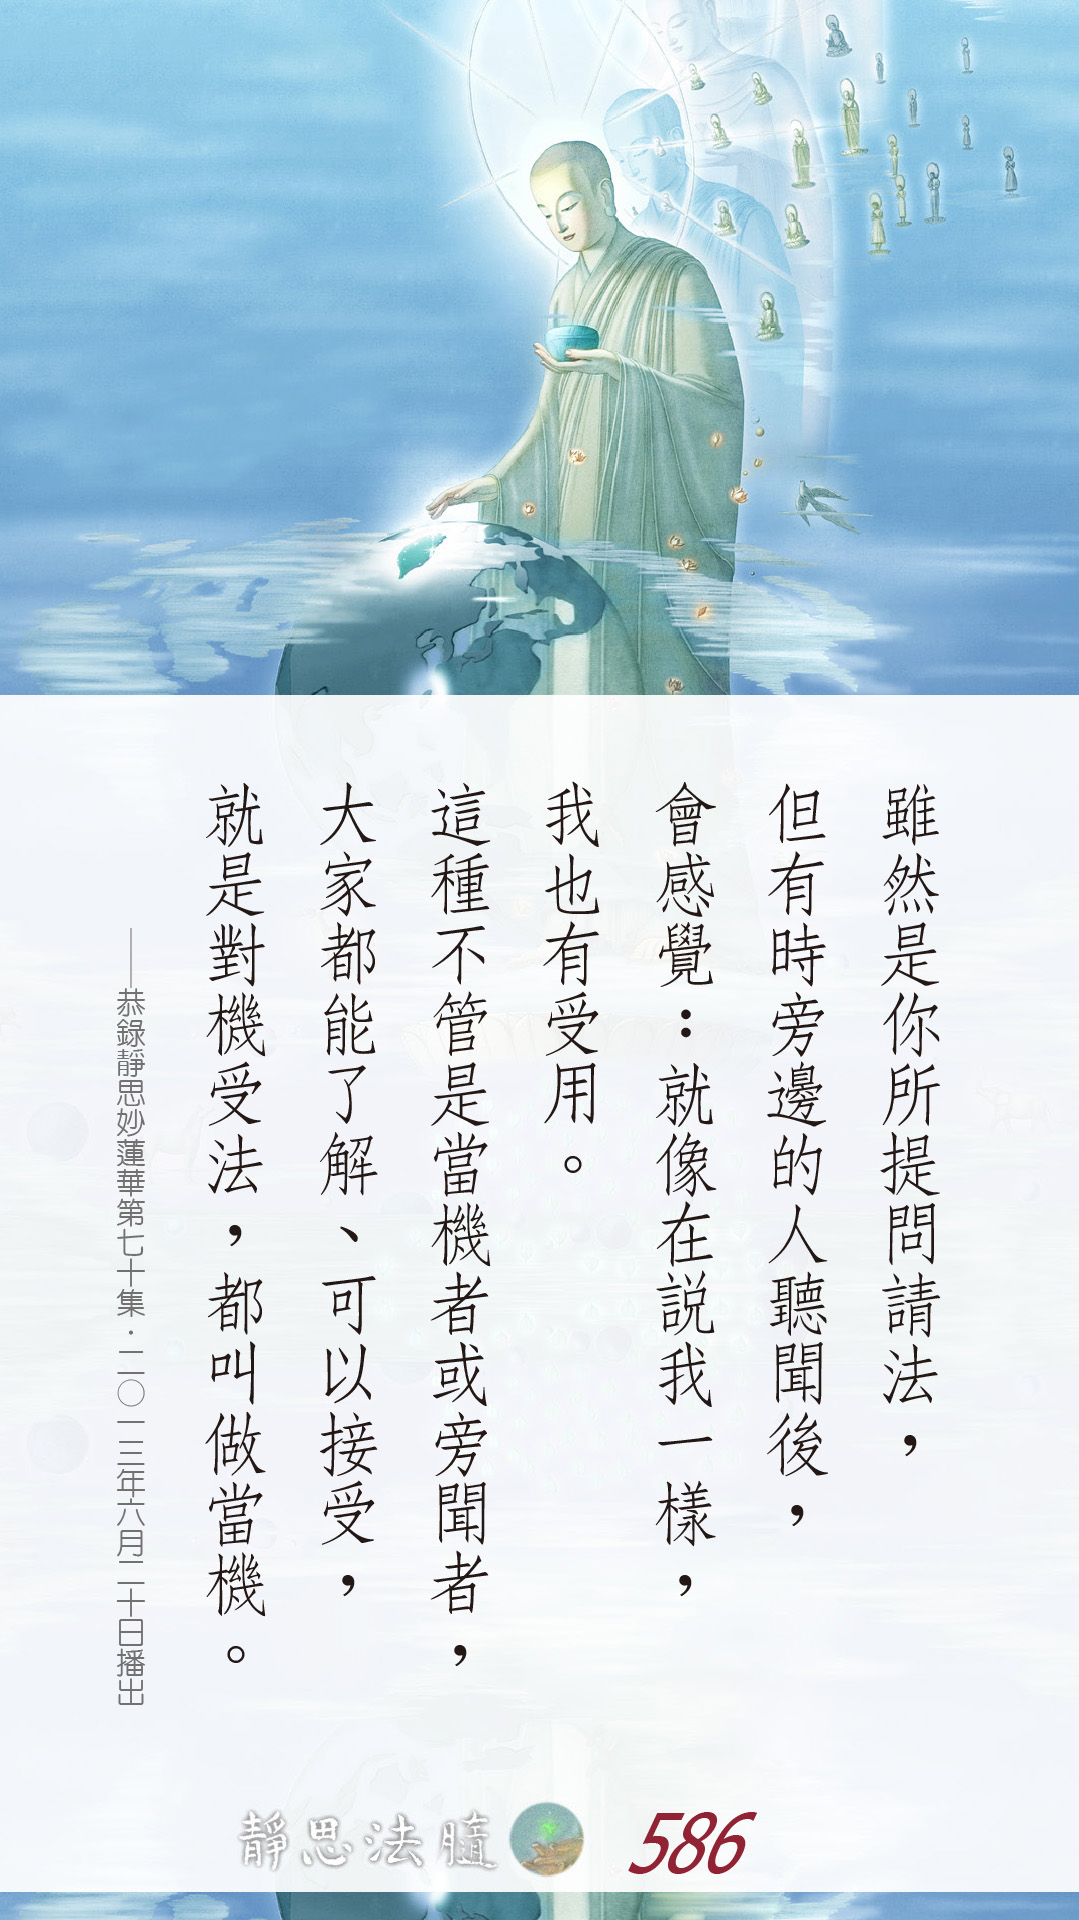 雖然是你所提問請法，
但有時旁邊的人聽聞後，
會感覺：就像在説我一樣，
我也有受用。
這種不管是當機者或旁聞者，
大家都能了解、可以接受，
就是對機受法，都叫做當機。
——恭錄靜思妙蓮華第七十集·二〇一三年六月二十日播出
靜思法髓
586